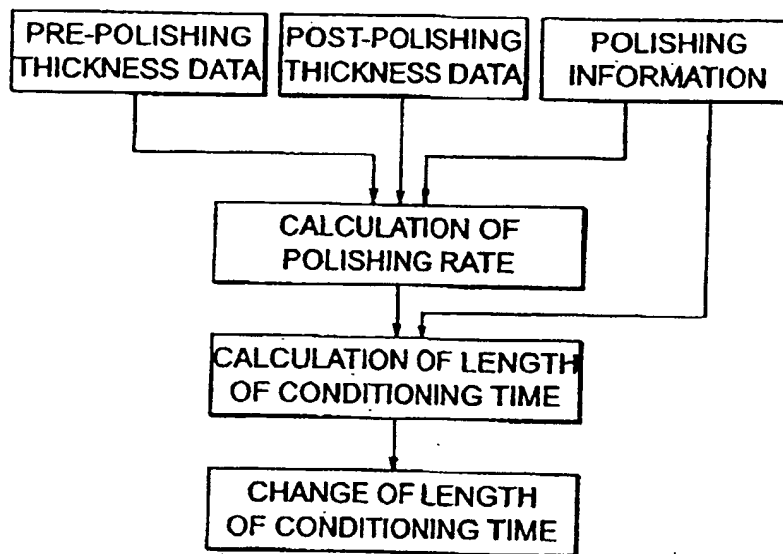 PRE-POLISHING
THICKNESS DATA
POST-POLISHING
THICKNESS DATA
POLISHING
INFORMATION
CALCULATION OF
POLISHING RATE
CALCULATION OF LENGTH
OF CONDITIONING TIME
CHANGE OF LENGTH
OF CONDITIONING TIME